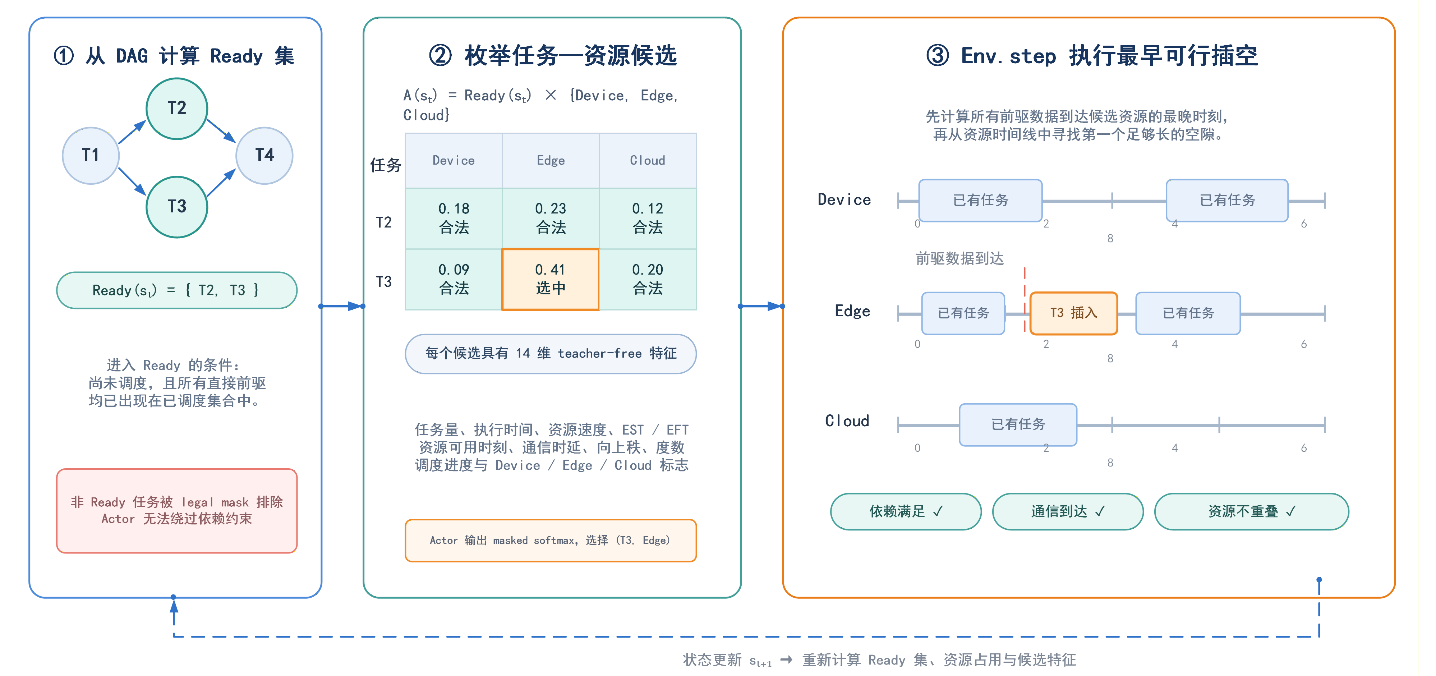 ① 从 DAG 计算 Ready 集
T2
T1
T4
T3
Ready(sₜ) = { T2, T3 }
进入 Ready 的条件:
尚未调度，且所有直接前驱
均已出现在已调度集合中。
非 Ready 任务被 legal mask 排除
Actor 无法绕过依赖约束
② 枚举任务—资源候选
A(sₜ) = Ready(sₜ) × {Device, Edge,
Cloud}
任务 Device Edge Cloud
T2 0.18 0.23 0.12
合法 合法 合法
T3 0.09 0.41 0.20
合法 选中 合法
每个候选具有 14 维 teacher-free 特征
任务量、执行时间、资源速度、EST / EFT
资源可用时刻、通信时延、向上秩、度数
调度进度与 Device / Edge / Cloud 标志
Actor 输出 masked softmax, 选择 (T3, Edge)
③ Env.step 执行最早可行插空
先计算所有前驱数据到达候选资源的最晚时刻，
再从资源时间线中寻找第一个足够长的空隙。
Device 已有任务 已有任务
0 2 4 6
8
前驱数据到达
Edge 已有任务 T3 插入 已有任务
0 2 4 6
8
Cloud 已有任务
0 2 4 6
8
依赖满足 ✓ 通信到达 ✓ 资源不重叠 ✓
状态更新 sₜ₊₁ → 重新计算 Ready 集、资源占用与候选特征